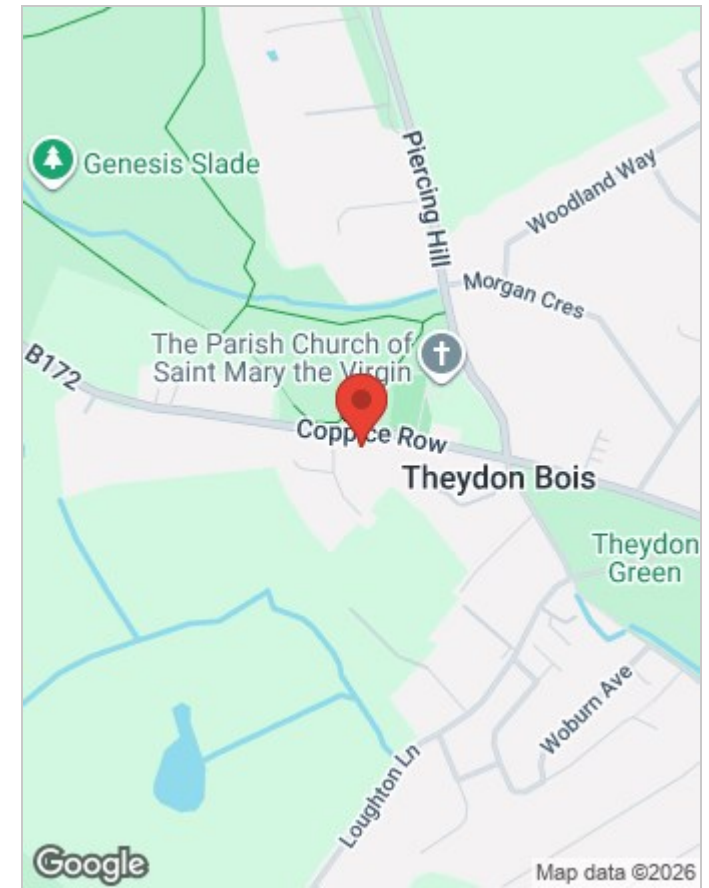 Genesis Slade
Piercing Hill
Woodland Way
Morgan Cres
The Parish Church of
Saint Mary the Virgin
B172
Coppice Row
Theydon Bois
Theydon
Green
Woburn Ave
Loughton Ln
Google
Map data ©2026